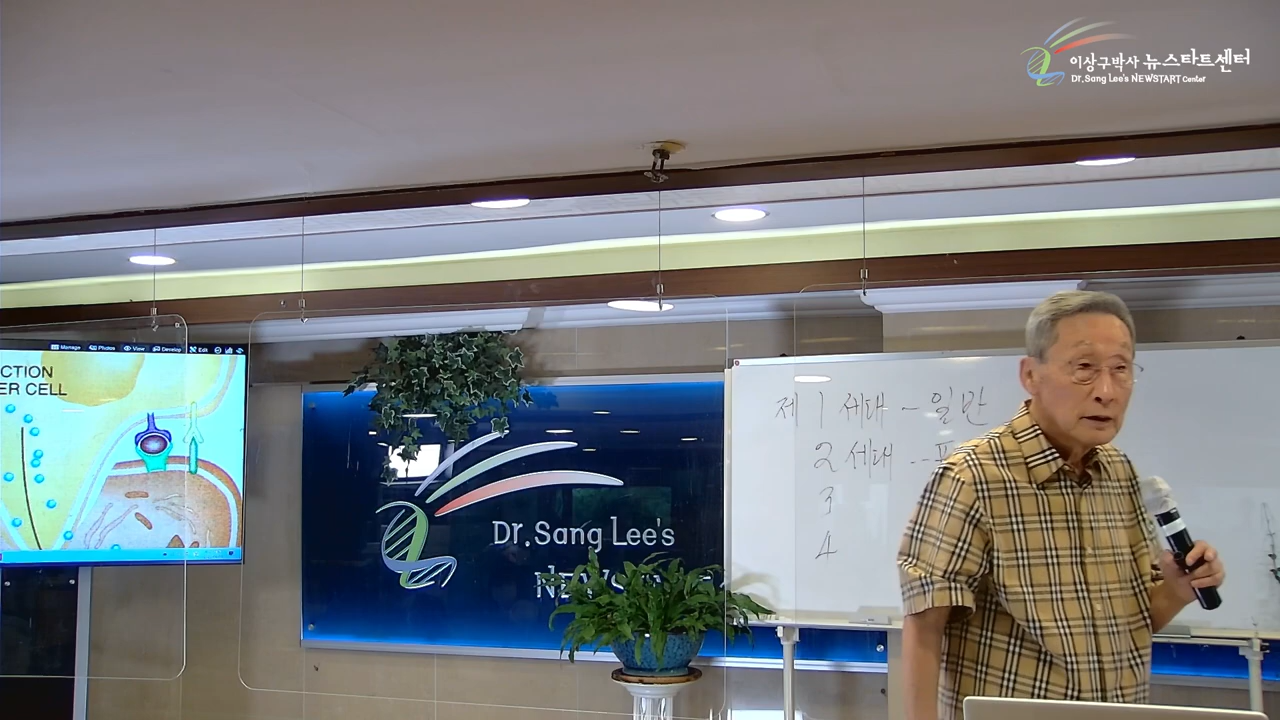 이상구박사 뉴스타트센터
Dr. Sang Lee's NEWSTART Center
Manage Photos View Develop Edit
CTION
ER CELL
Dr. Sang Lee's
제 1 세대 - 일반
2 세대 --
3
4